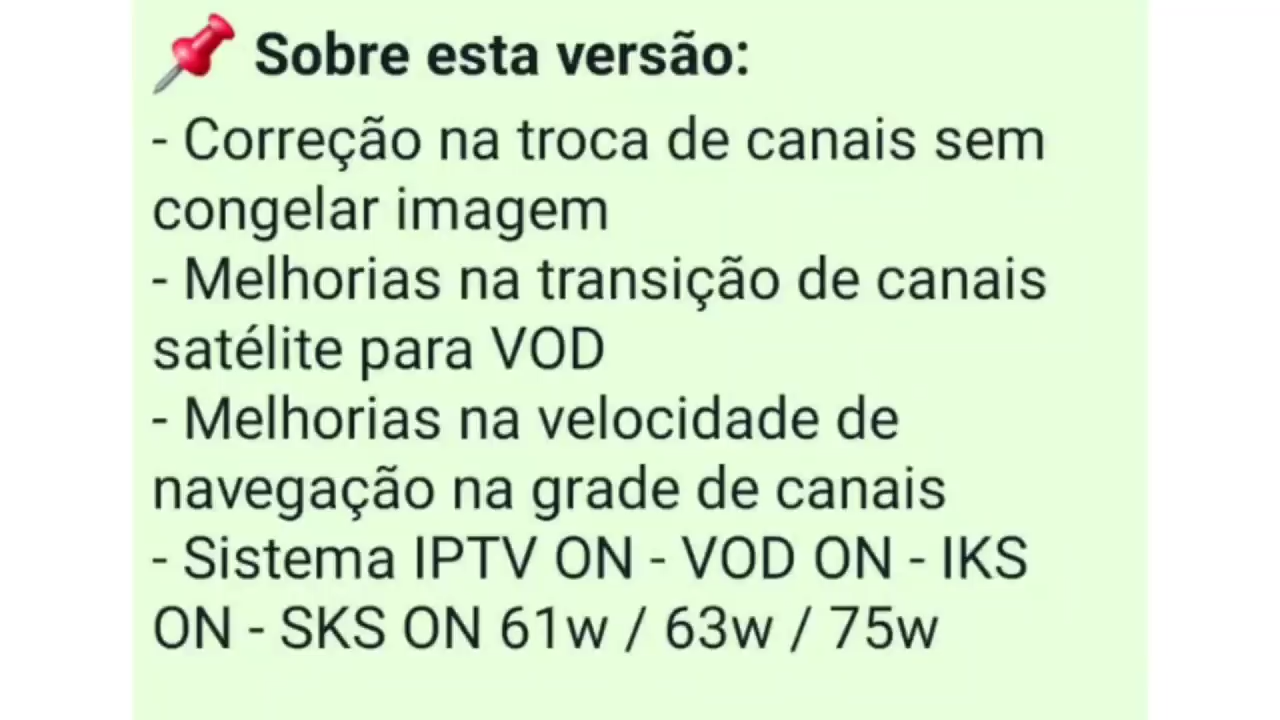 📌 Sobre esta versão:
- Correção na troca de canais sem
congelar imagem
- Melhorias na transição de canais
satélite para VOD
- Melhorias na velocidade de
navegação na grade de canais
- Sistema IPTV ON - VOD ON - IKS
ON - SKS ON 61w / 63w / 75w